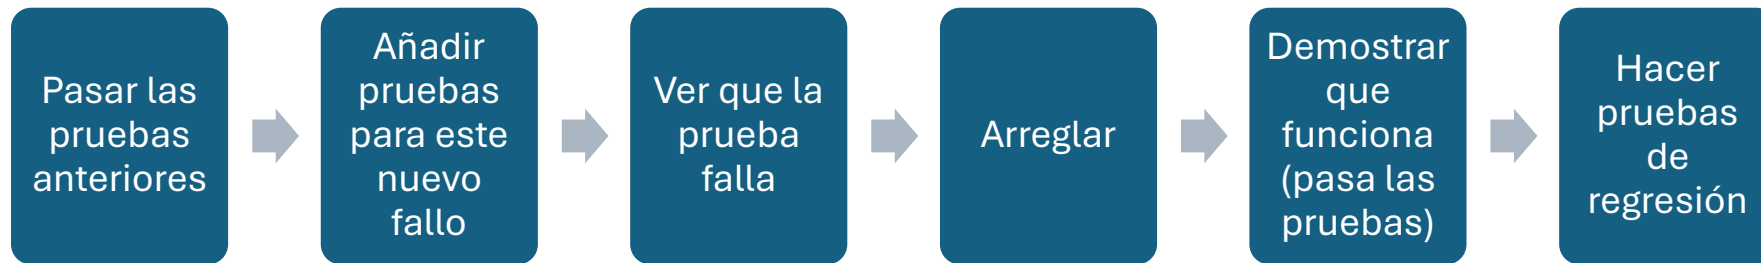 Pasar las
pruebas
anteriores
Añadir
pruebas
para este
nuevo
fallo
Ver que la
prueba
falla
Arreglar
Demostrar
que
funciona
(pasa las
pruebas)
Hacer
pruebas
de
regresión